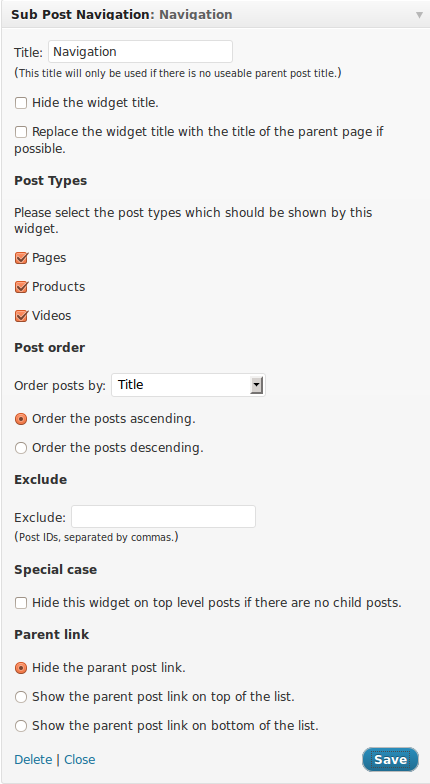 Sub Post Navigation: Navigation
Title: Navigation
(This title will only be used if there is no useable parent post title.)
Hide the widget title.
Replace the widget title with the title of the parent page if
possible.
Post Types
Please select the post types which should be shown by this
widget.
Pages
Products
Videos
Post order
Order posts by: Title
Order the posts ascending.
Order the posts descending.
Exclude
Exclude:
(Post IDs, separated by commas.)
Special case
Hide this widget on top level posts if there are no child posts.
Parent link
Hide the parant post link.
Show the parent post link on top of the list.
Show the parent post link on bottom of the list.
Delete | Close Save